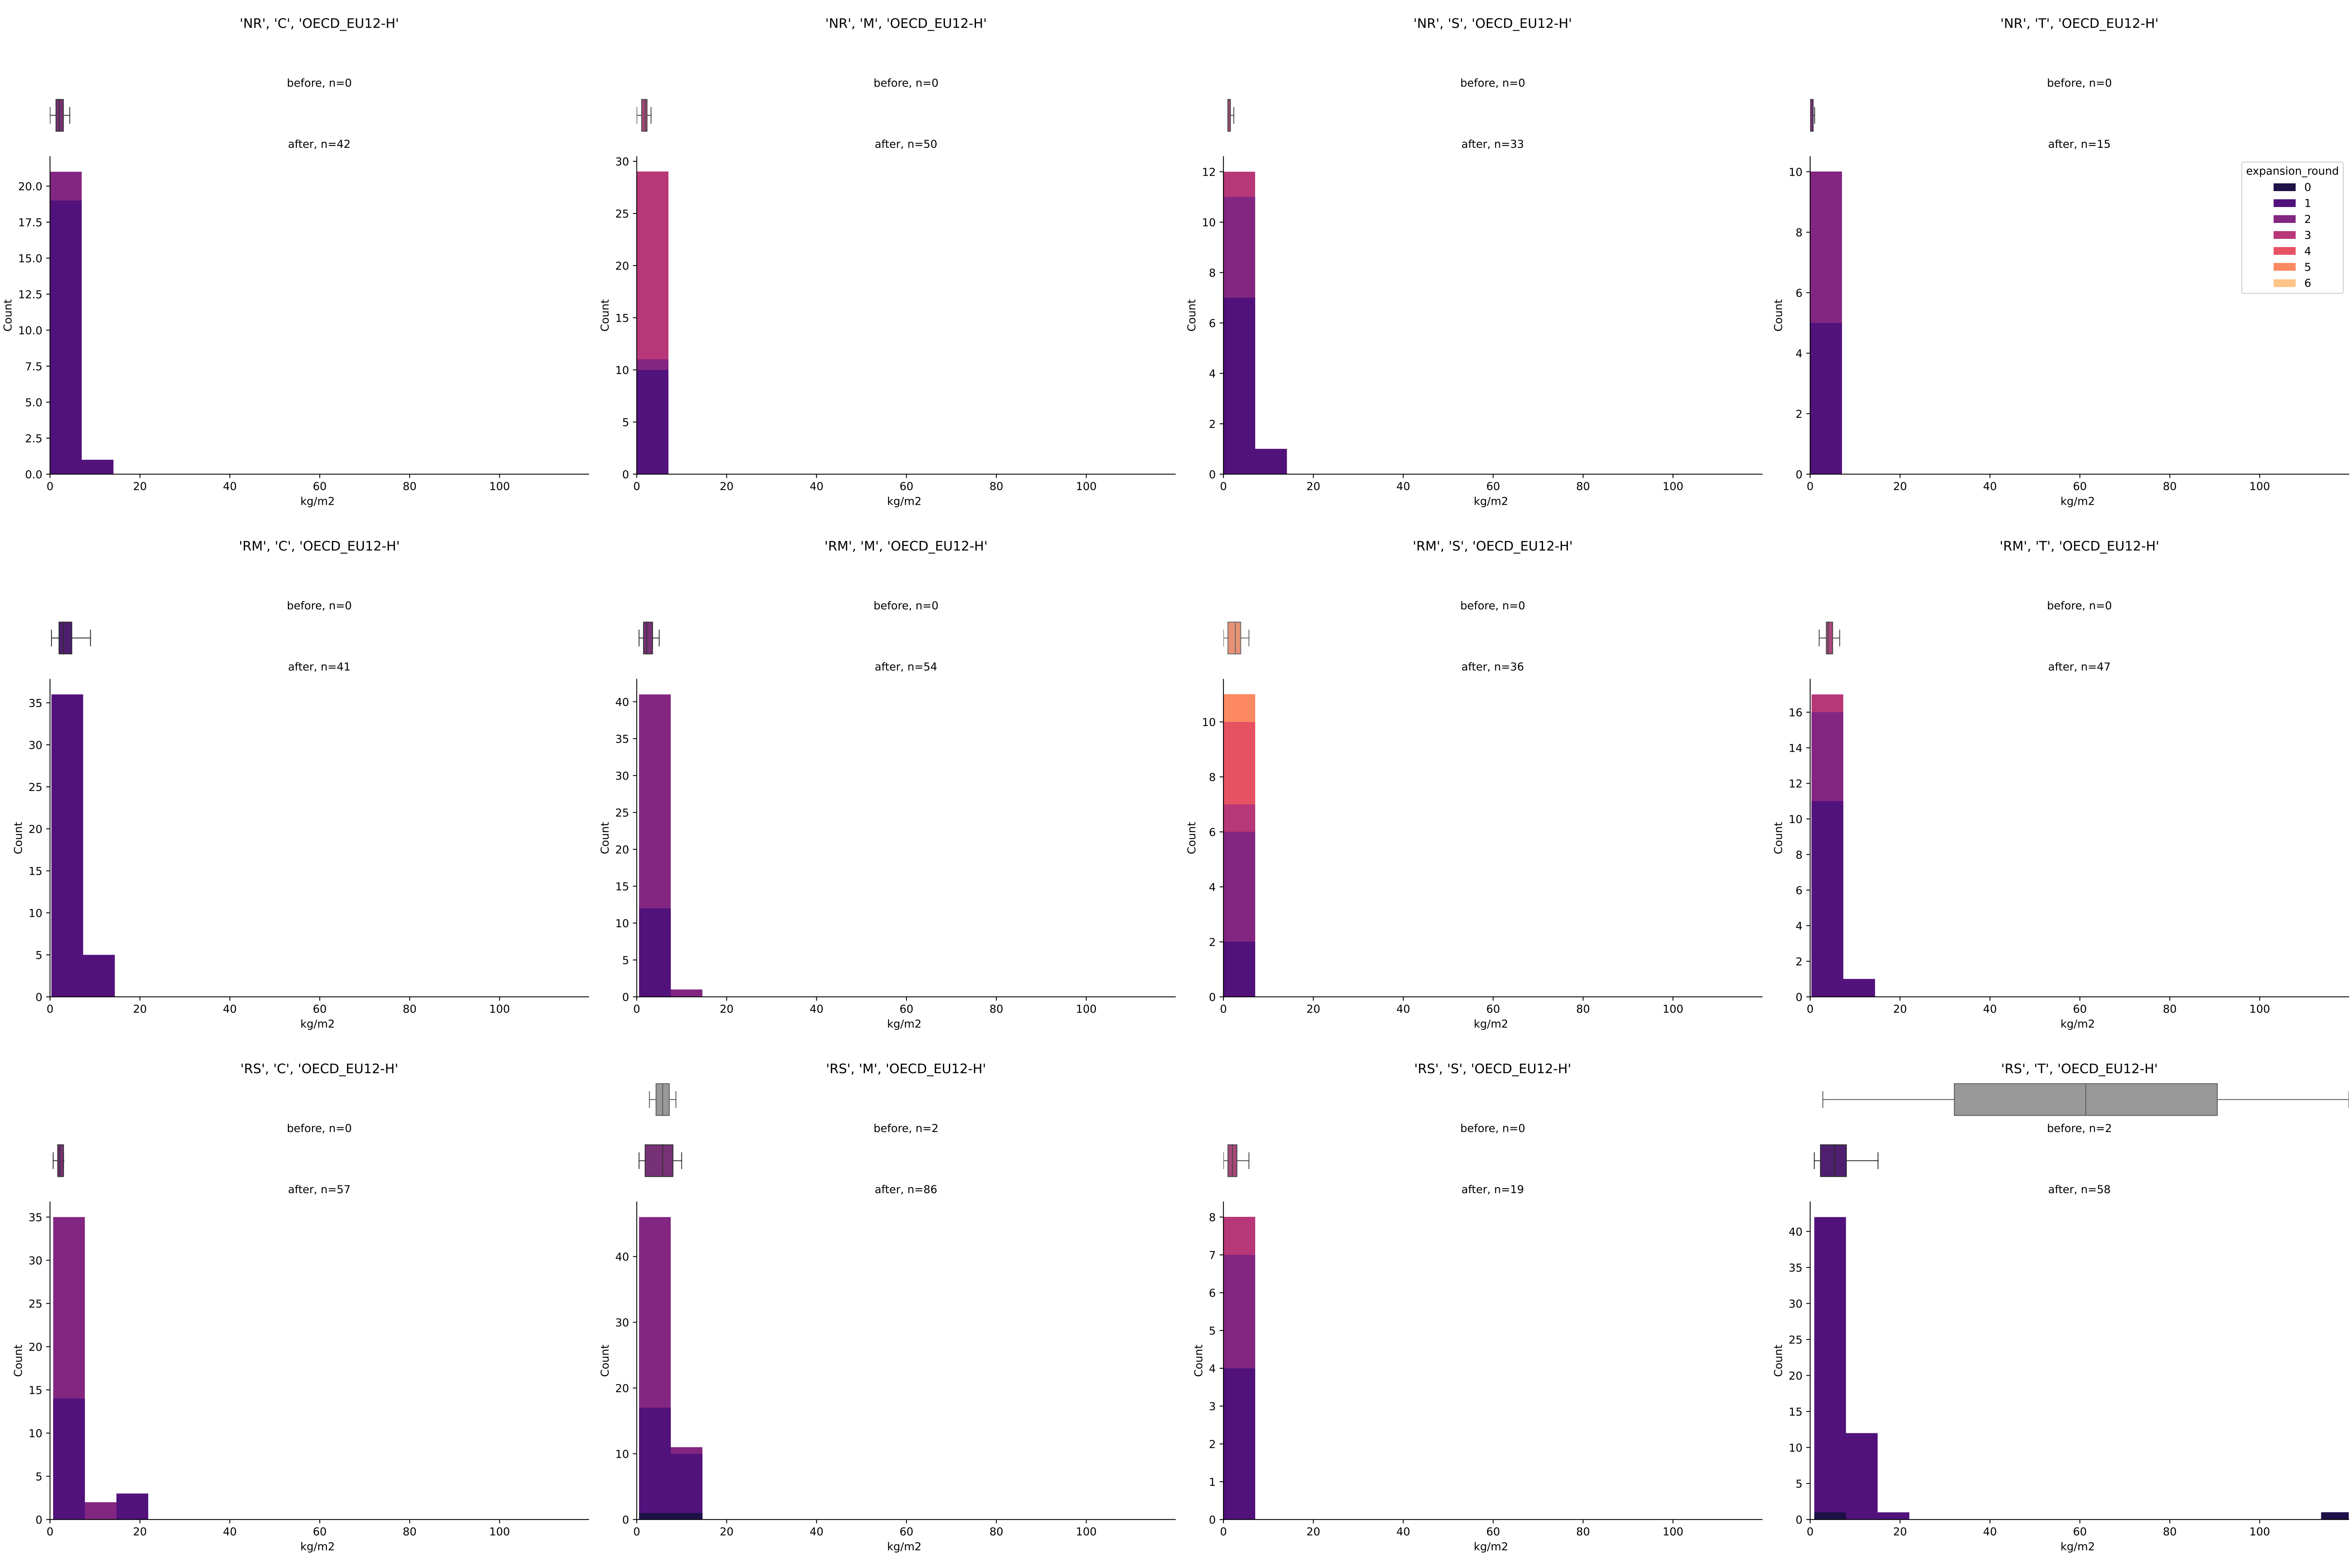 'NR', 'C', 'OECD_EU12-H'
before, n=0
after, n=42
Count
20.0
17.5
15.0
12.5
10.0
7.5
5.0
2.5
0.0
0 20 40 60 80 100
kg/m2
'NR', 'M', 'OECD_EU12-H'
before, n=0
after, n=50
Count
30
25
20
15
10
5
0
0 20 40 60 80 100
kg/m2
'NR', 'S', 'OECD_EU12-H'
before, n=0
after, n=33
Count
12
10
8
6
4
2
0
0 20 40 60 80 100
kg/m2
'NR', 'T', 'OECD_EU12-H'
before, n=0
after, n=15
Count
10
8
6
4
2
0
0 20 40 60 80 100
kg/m2
expansion_round
0
1
2
3
4
5
6
'RM', 'C', 'OECD_EU12-H'
before, n=0
after, n=41
Count
35
30
25
20
15
10
5
0
0 20 40 60 80 100
kg/m2
'RM', 'M', 'OECD_EU12-H'
before, n=0
after, n=54
Count
40
35
30
25
20
15
10
5
0
0 20 40 60 80 100
kg/m2
'RM', 'S', 'OECD_EU12-H'
before, n=0
after, n=36
Count
10
8
6
4
2
0
0 20 40 60 80 100
kg/m2
'RM', 'T', 'OECD_EU12-H'
before, n=0
after, n=47
Count
16
14
12
10
8
6
4
2
0
0 20 40 60 80 100
kg/m2
'RS', 'C', 'OECD_EU12-H'
before, n=0
after, n=57
Count
35
30
25
20
15
10
5
0
0 20 40 60 80 100
kg/m2
'RS', 'M', 'OECD_EU12-H'
before, n=2
after, n=86
Count
40
30
20
10
0
0 20 40 60 80 100
kg/m2
'RS', 'S', 'OECD_EU12-H'
before, n=0
after, n=19
Count
8
7
6
5
4
3
2
1
0
0 20 40 60 80 100
kg/m2
'RS', 'T', 'OECD_EU12-H'
before, n=2
after, n=58
Count
40
35
30
25
20
15
10
5
0
0 20 40 60 80 100
kg/m2